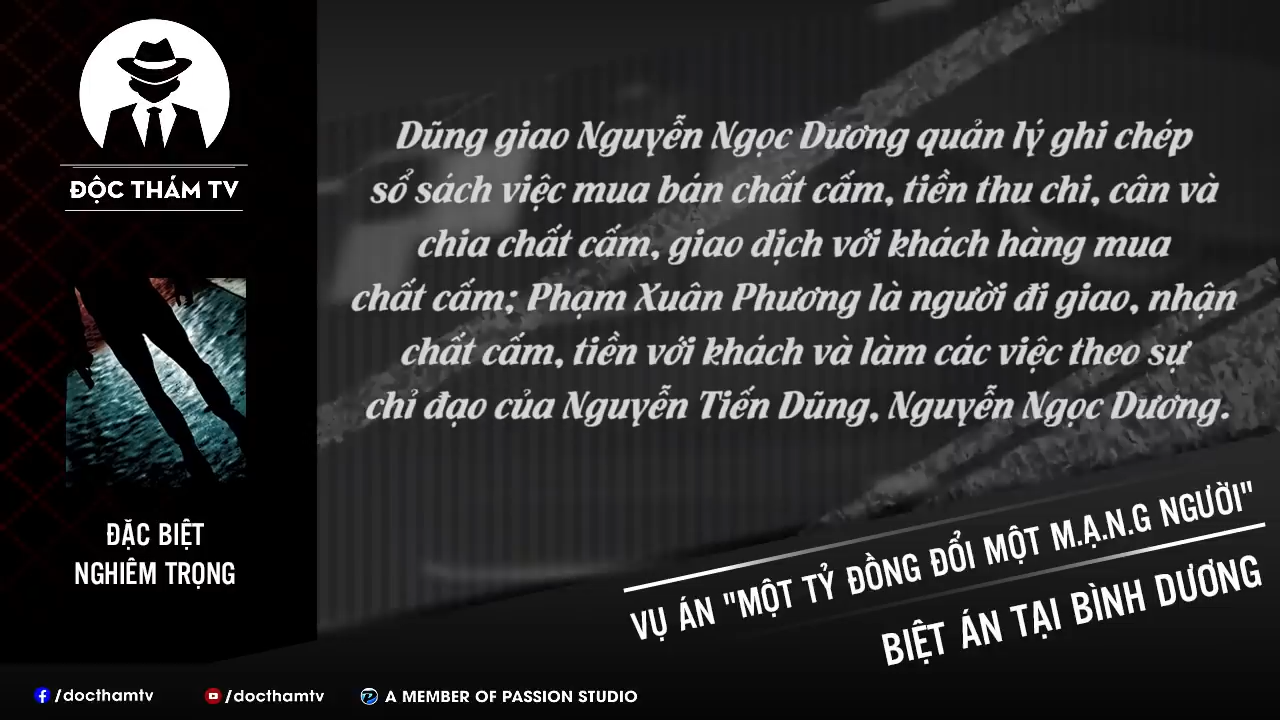 ĐỘC THÁM TV
ĐẶC BIỆT
NGHIÊM TRỌNG
Dũng giao Nguyễn Ngọc Dương quản lý ghi chép
sổ sách việc mua bán chất cấm, tiền thu chi, cân và
chia chất cấm, giao dịch với khách hàng mua
chất cấm; Phạm Xuân Phương là người đi giao, nhận
chất cấm, tiền với khách và làm các việc theo sự
chỉ đạo của Nguyễn Tiến Dũng, Nguyễn Ngọc Dương.
VỤ ÁN "MỘT TỶ ĐỒNG ĐỔI MỘT M.Ạ.N.G NGƯỜI"
BIỆT ÁN TẠI BÌNH DƯƠNG
/docthamtv
/docthamtv
A MEMBER OF PASSION STUDIO